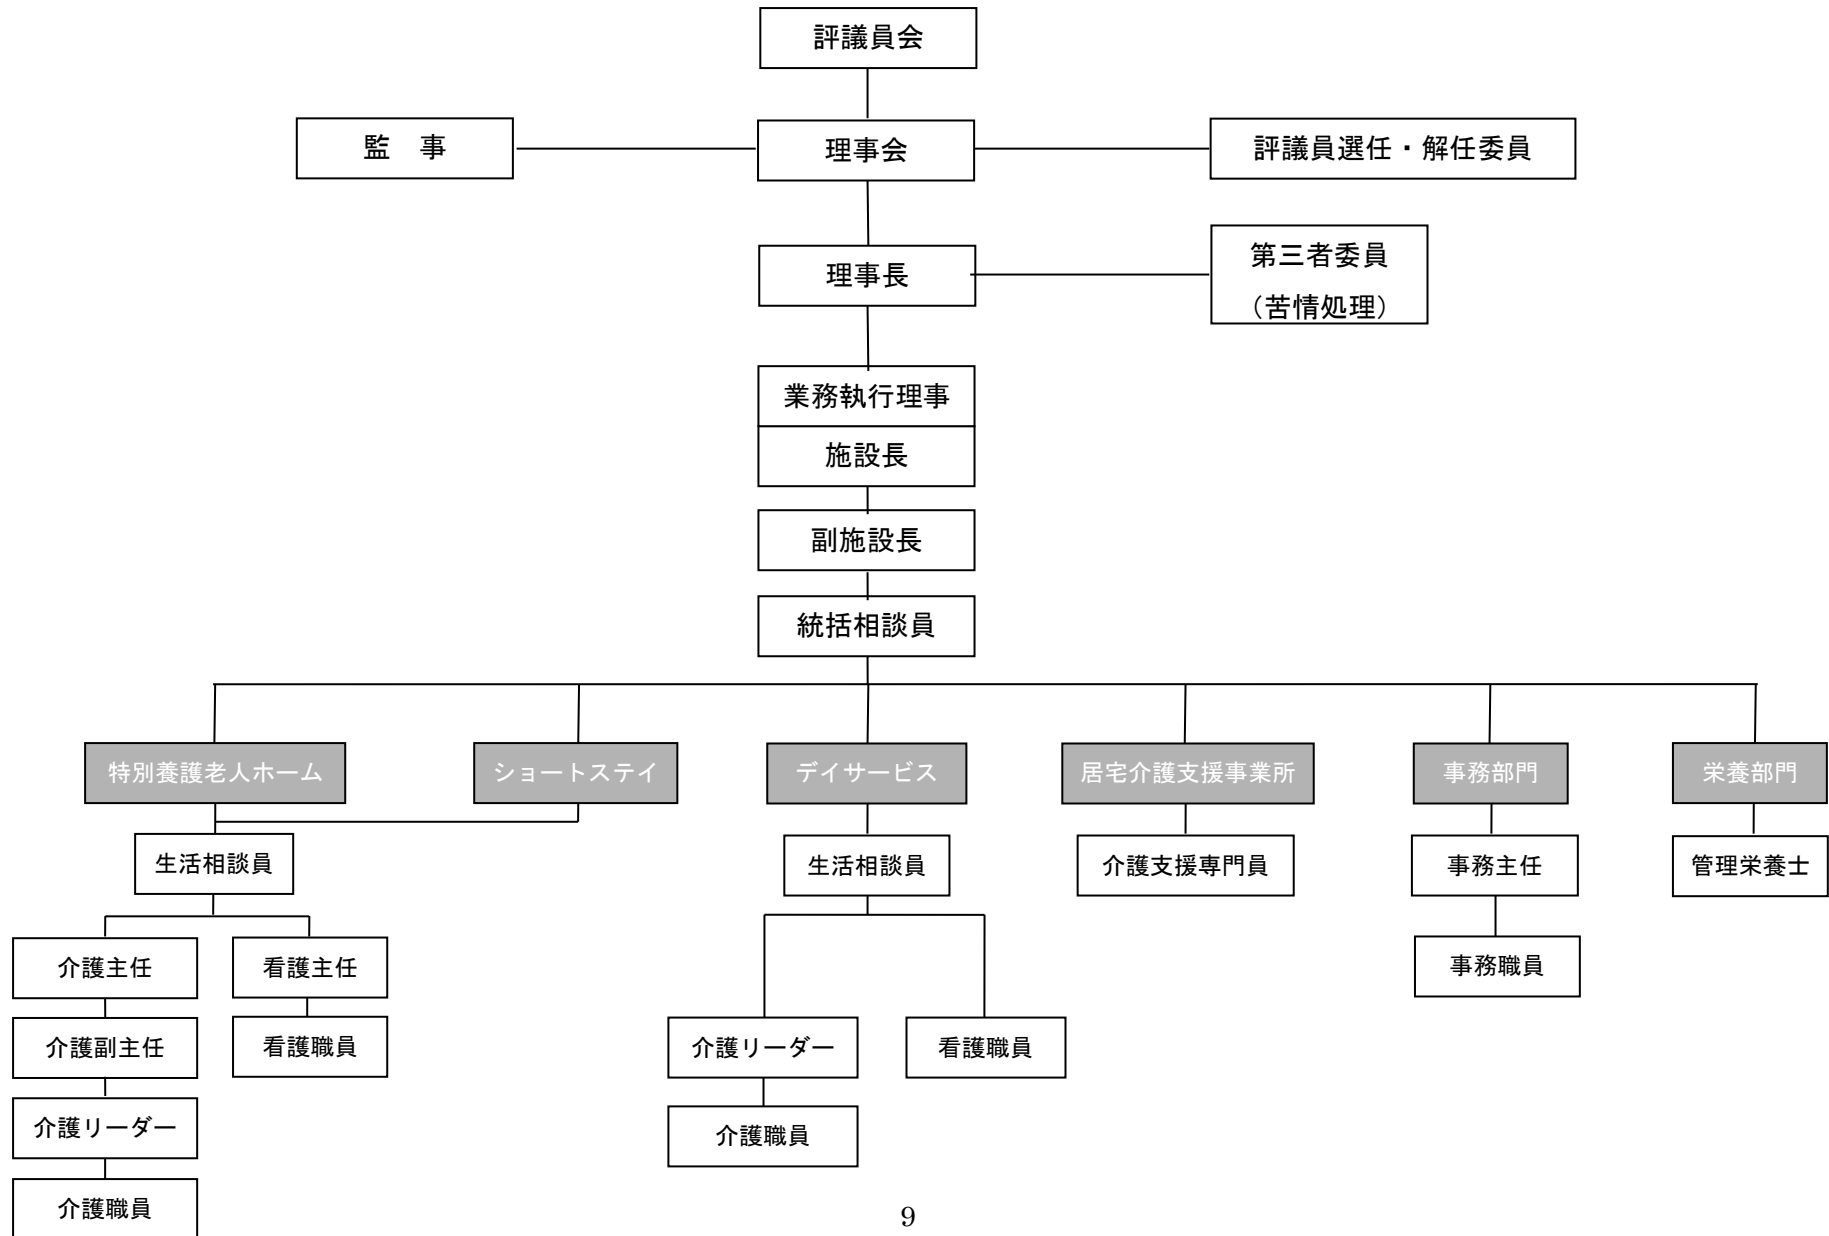 評議員会
監　事
理事会
評議員選任・解任委員
理事長
第三者委員
（苦情処理）
業務執行理事
施設長
副施設長
統括相談員
特別養護老人ホーム
ショートステイ
デイサービス
居宅介護支援事業所
事務部門
栄養部門
生活相談員
生活相談員
介護支援専門員
事務主任
管理栄養士
介護主任
看護主任
事務職員
介護副主任
看護職員
介護リーダー
看護職員
介護リーダー
介護職員
介護職員
9